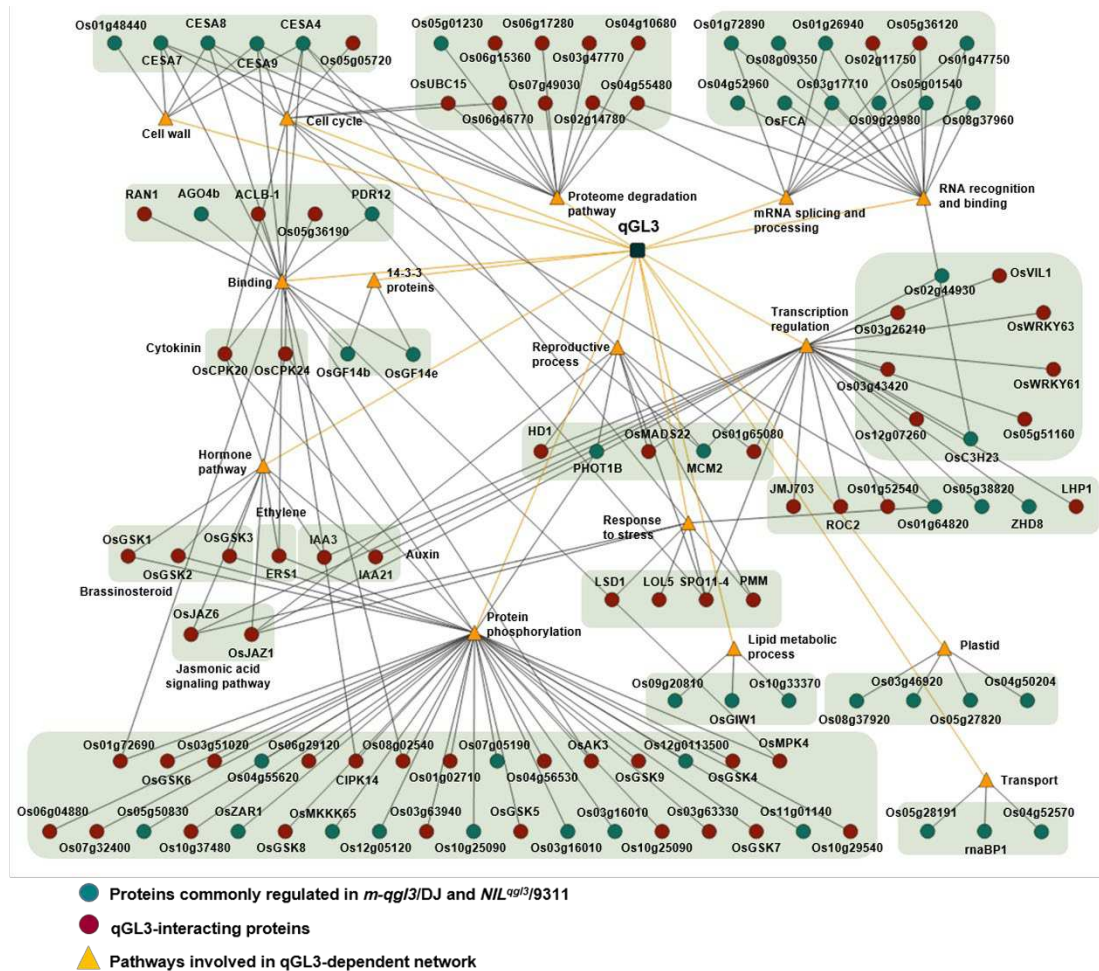 Os01g48440
CESA8
CESA4
CESA7
CESA9
Os05g05720
Cell wall
Cell cycle
Os05g01230
Os06g17280
Os04g10680
Os06g15360
Os03g47770
OsUBC15
Os07g49030
Os04g55480
Os06g46770
Os02g14780
Proteome degradation
pathway
Os01g72890
Os01g26940
Os05g36120
Os08g09350
Os02g11750
Os01g47750
Os04g52960
Os03g17710
Os05g01540
OsFCA
Os09g29980
Os08g37960
mRNA splicing and
processing
RNA recognition
and binding
RAN1
AGO4b
ACLB-1
PDR12
Os05g36190
qGL3
Binding
14-3-3
proteins
Cytokinin
OsCPK20
OsCPK24
OsGF14b
OsGF14e
Reproductive
process
Transcription
regulation
OsVIL1
Os02g44930
Os03g26210
OsWRKY63
Os03g43420
OsWRKY61
Os12g07260
Os05g51160
OsC3H23
HD1
OsMADS22
Os01g65080
PHOT1B
MCM2
JMJ703
Os01g52540
Os05g38820
LHP1
ROC2
Os01g64820
ZHD8
Hormone
pathway
Ethylene
OsGSK1
OsGSK3
IAA3
Auxin
OsGSK2
ERS1
IAA21
Brassinosteroid
Response
to stress
LSD1
LOL5
SPO11-4
PMM
OsJAZ6
OsJAZ1
Jasmonic acid
signaling pathway
Protein
phosphorylation
Lipid metabolic
process
Plastid
Os09g20810
Os10g33370
OsGIW1
Os03g46920
Os04g50204
Os08g37920
Os05g27820
Os01g72690
Os03g51020
Os06g29120
Os08g02540
Os07g05190
OsAK3
Os12g0113500
OsMPK4
OsGSK6
Os04g55620
CIPK14
Os01g02710
Os04g56530
OsGSK9
OsGSK4
Os06g04880
Os05g50830
OsZAR1
OsMKKK65
Os03g63940
OsGSK5
Os03g16010
Os03g63330
Os11g01140
Os07g32400
Os10g37480
OsGSK8
Os12g05120
Os10g25090
Os03g16010
Os10g25090
OsGSK7
Os10g29540
Transport
Os05g28191
Os04g52570
rnaBP1
Proteins commonly regulated in m-qgl3/DJ and NIL^qgl3/9311
qGL3-interacting proteins
Pathways involved in qGL3-dependent network